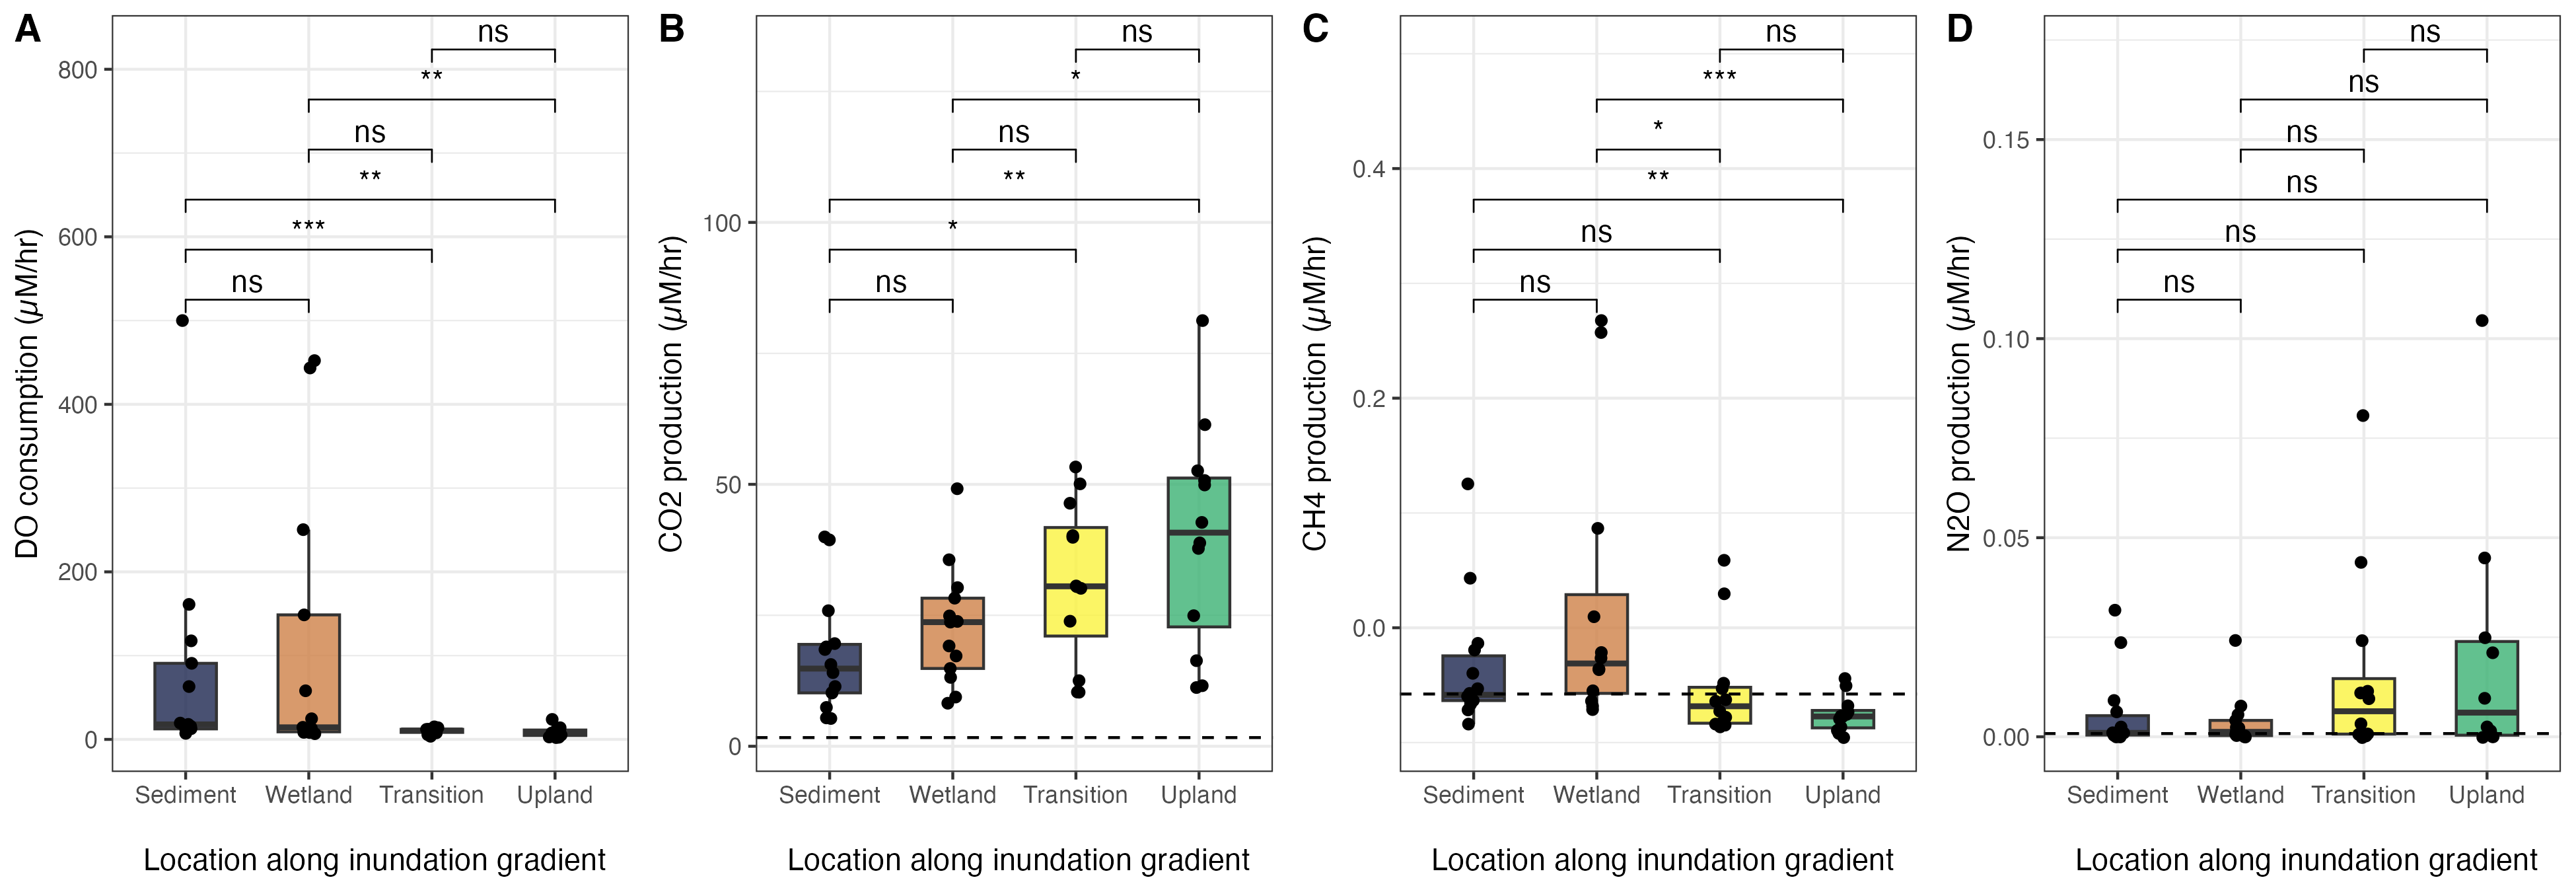 A
DO consumption (µM/hr)
800
600
400
200
0
ns
**
ns
**
***
ns
Sediment Wetland Transition Upland
Location along inundation gradient
B
CO2 production (µM/hr)
100
50
0
ns
*
ns
**
*
ns
Sediment Wetland Transition Upland
Location along inundation gradient
C
CH4 production (µM/hr)
0.4
0.2
0.0
ns
***
*
**
ns
ns
Sediment Wetland Transition Upland
Location along inundation gradient
D
N2O production (µM/hr)
0.15
0.10
0.05
0.00
ns
ns
ns
ns
ns
ns
Sediment Wetland Transition Upland
Location along inundation gradient